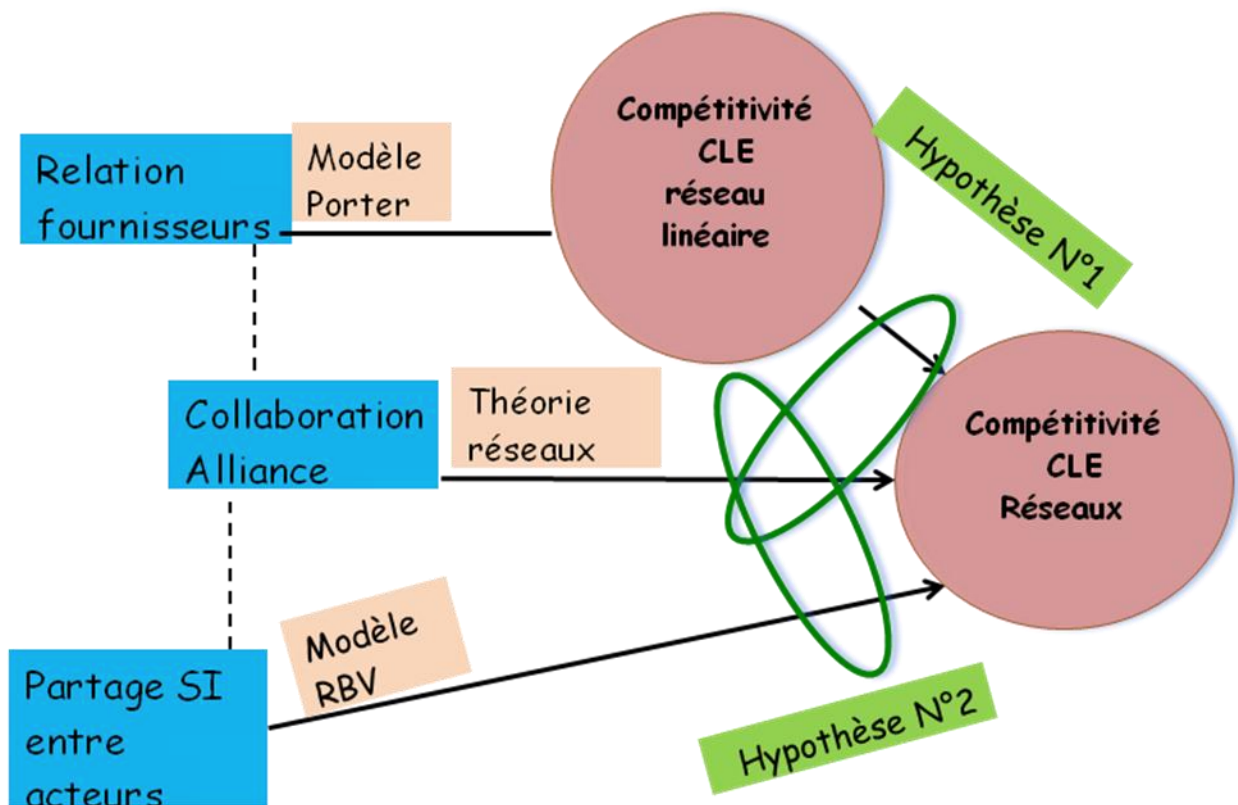 Compétitivité
CLE
réseau
linéaire
Hypothèse N°1
Relation
fournisseurs
Modèle
Porter
Collaboration
Alliance
Théorie
réseaux
Compétitivité
CLE
Réseaux
Modèle
RBV
Partage SI
entre
acteurs
Hypothèse N°2